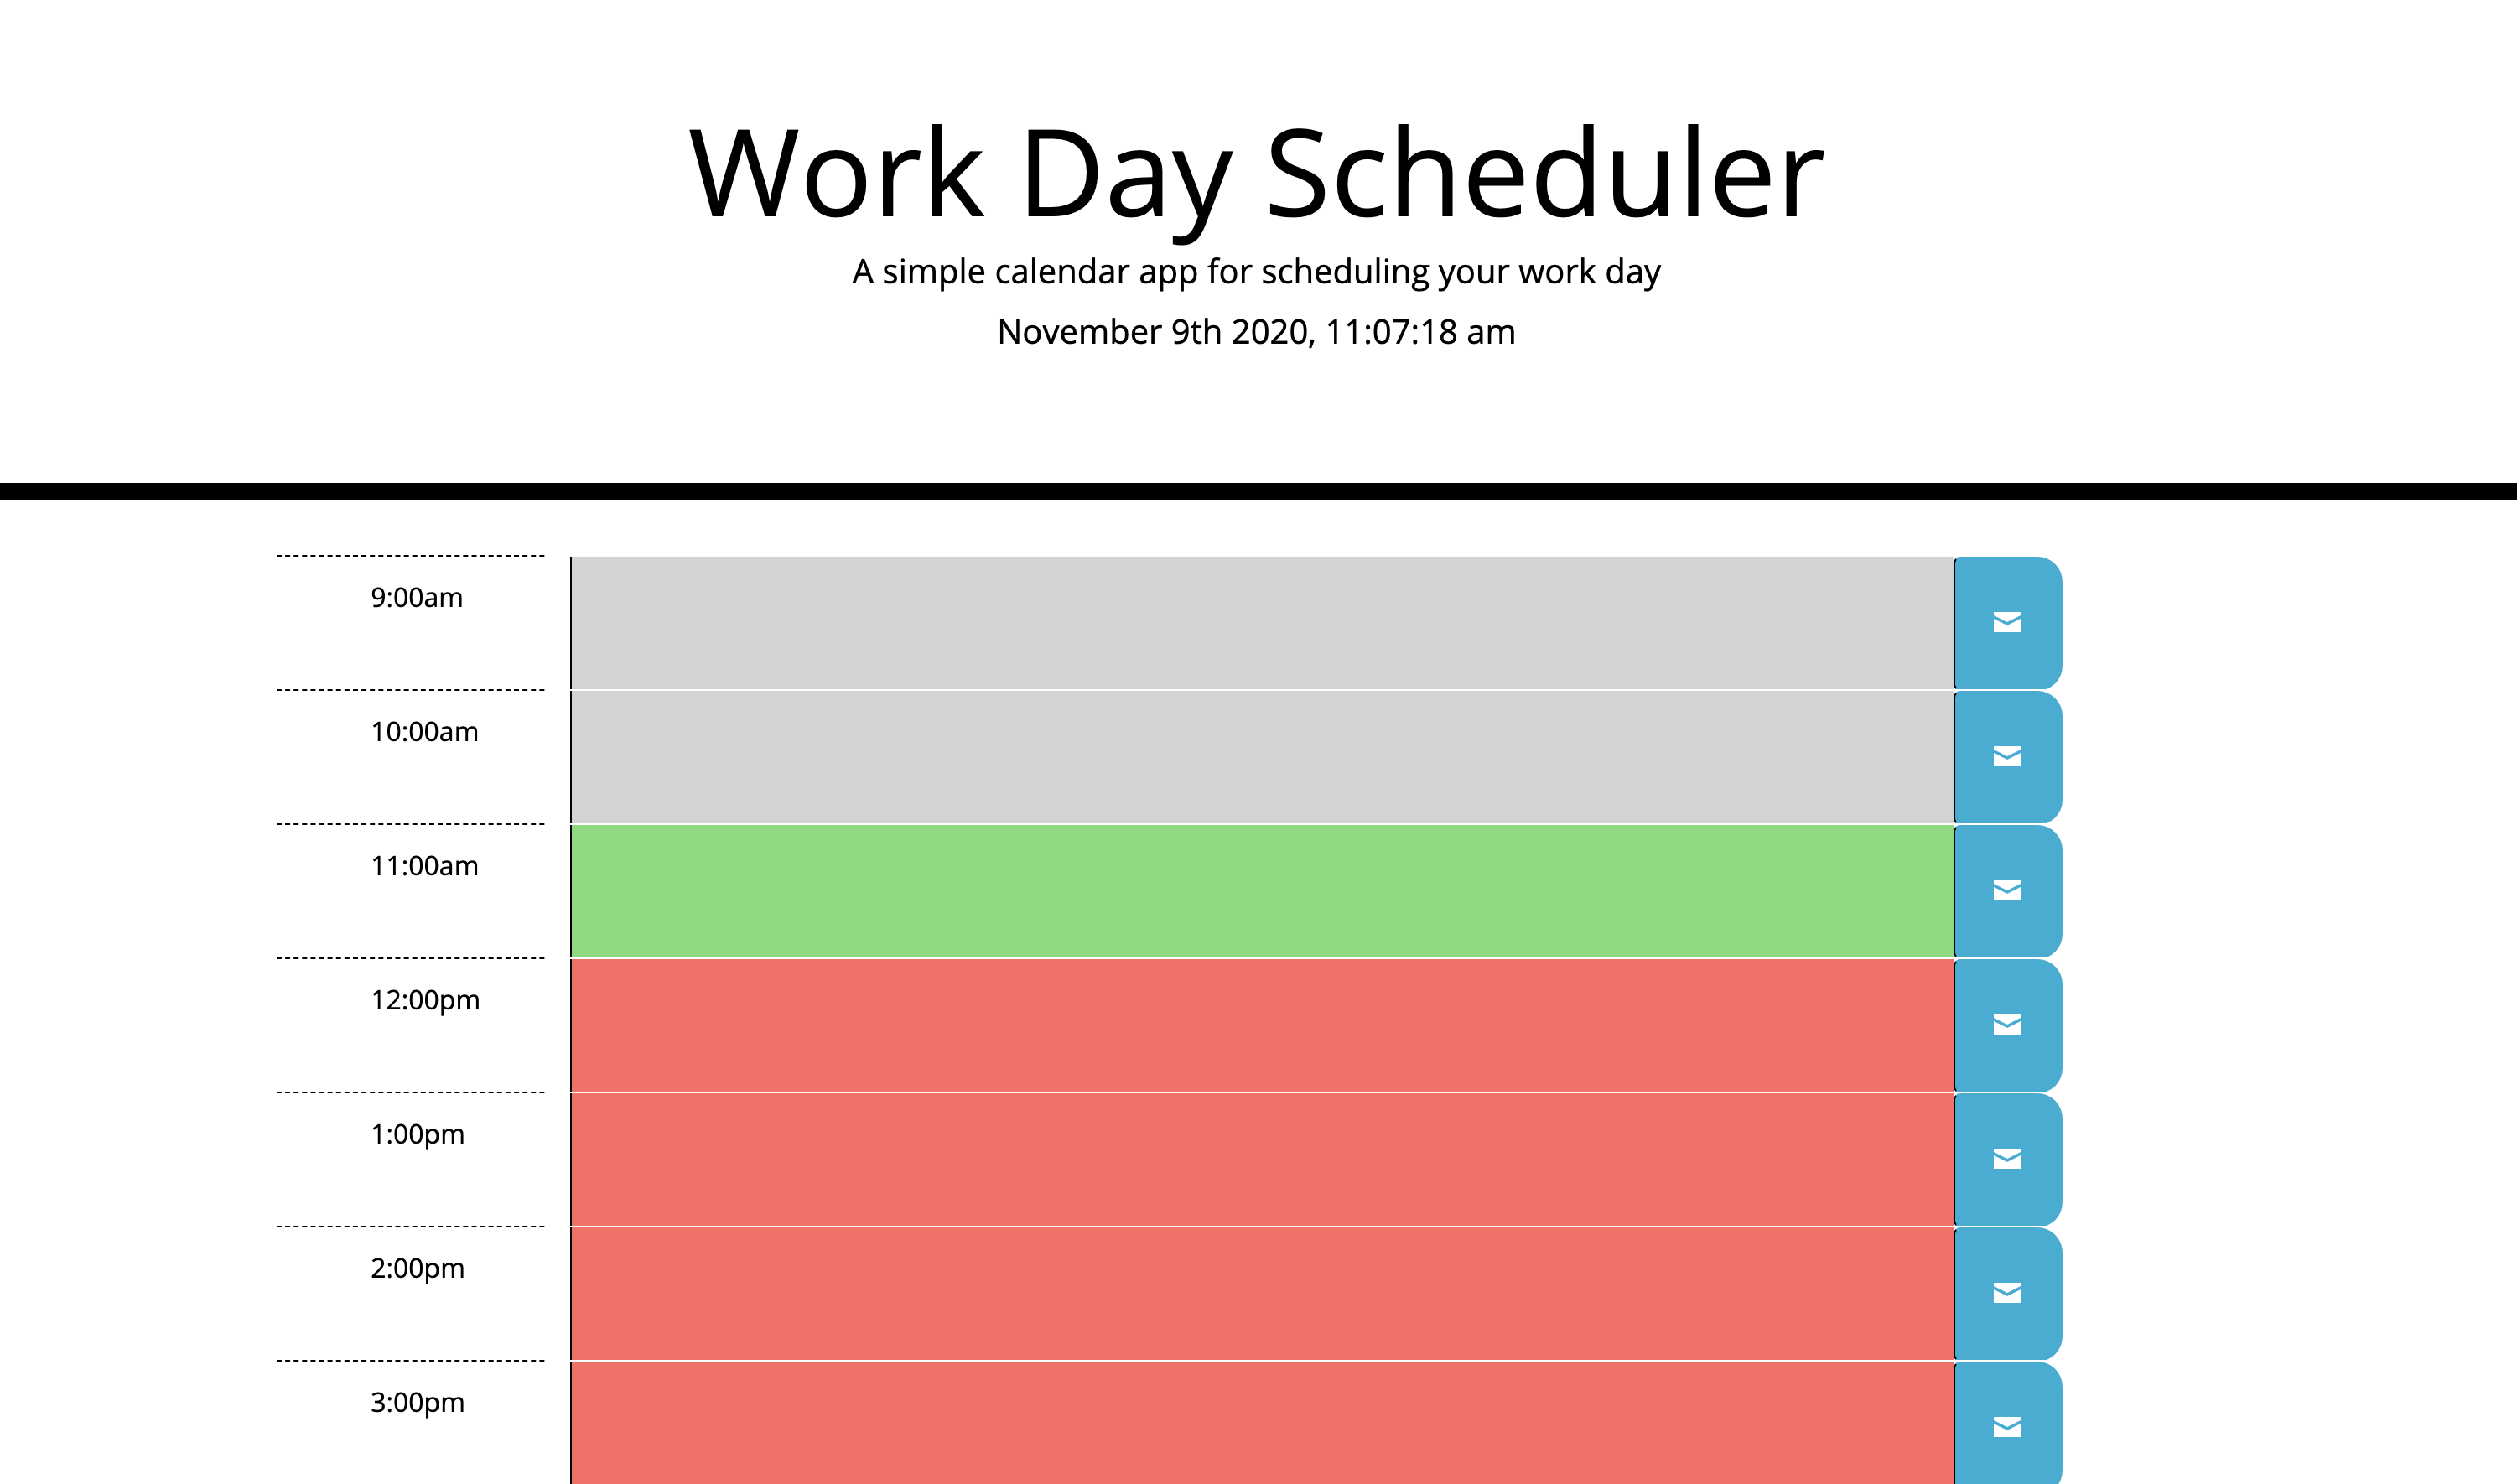 Work Day Scheduler
A simple calendar app for scheduling your work day
November 9th 2020, 11:07:18 am
9:00am
10:00am
11:00am
12:00pm
1:00pm
2:00pm
3:00pm